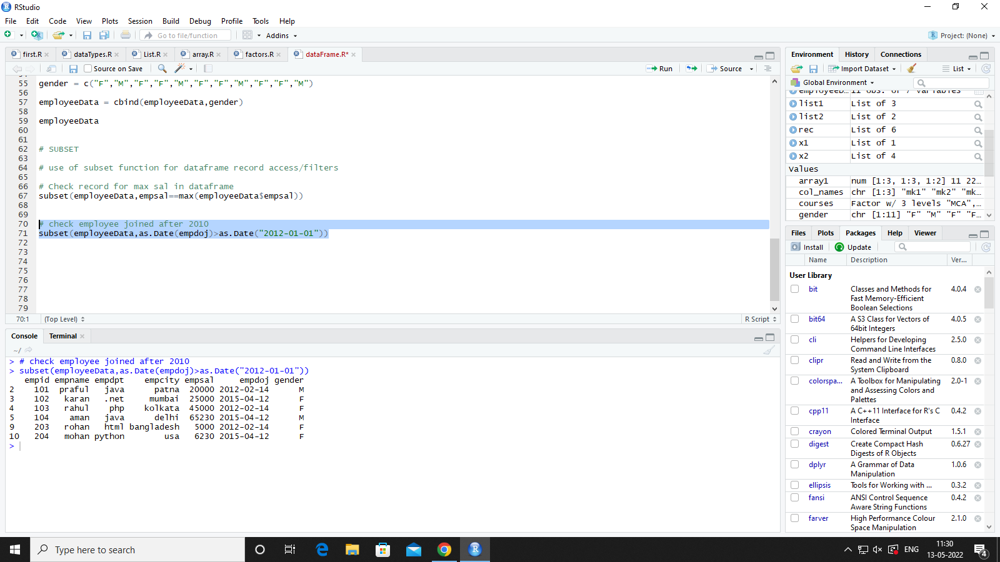 RStudio
File Edit Code View Plots Session Build Debug Profile Tools Help
Go to file/function Addins Project: (None)
first.R dataTypes.R List.R array.R factors.R dataFrame.R*
Source on Save Run Source
55 gender = c("F","M","F","F","M","F","F","M","F","F","M")
56
57 employeeData = cbind(employeeData,gender)
58
59 employeeData
60
61
62 # SUBSET
63
64 # use of subset function for dataframe record access/filters
65
66 # Check record for max sal in dataframe
67 subset(employeeData,empsal==max(employeeData$empsal))
68
69
70 # check employee joined after 2010
71 subset(employeeData,as.Date(empdoj)>as.Date("2012-01-01"))
72
73
74
75
76
77
78
79
70:1 (Top Level) R Script
Console Terminal
~/
> # check employee joined after 2010
> subset(employeeData,as.Date(empdoj)>as.Date("2012-01-01"))
empid empname empdpt empcity empsal empdoj gender
2 101 praful java patna 20000 2012-02-14 M
3 102 karan .net mumbai 25000 2015-04-12 F
4 103 rahul php kolkata 45000 2012-02-14 F
5 104 aman java delhi 65230 2015-04-12 M
9 203 rohan html bangladesh 5000 2012-02-14 F
10 204 mohan python usa 6230 2015-04-12 F
>
Environment History Connections
Import Dataset List
Global Environment
employeeD... 11 obs. of 7 variables
list1 List of 3
list2 List of 2
rec List of 6
x1 List of 1
x2 List of 4
Values
array1 num [1:3, 1:3, 1:2] 11 22...
col_names chr [1:3] "mk1" "mk2" "mk...
courses Factor w/ 3 levels "MCA",...
gender chr [1:11] "F" "M" "F" "F...
Files Plots Packages Help Viewer
Install Update
Name Description Ver...
User Library
bit Classes and Methods for 4.0.4
Fast Memory-Efficient
Boolean Selections
bit64 A S3 Class for Vectors of 4.0.5
64bit Integers
cli Helpers for Developing 2.5.0
Command Line Interfaces
clipr Read and Write from the 0.8.0
System Clipboard
colorspa... A Toolbox for Manipulating 2.0-1
and Assessing Colors and
Palettes
cpp11 A C++11 Interface for R's C 0.4.2
Interface
crayon Colored Terminal Output 1.5.1
digest Create Compact Hash 0.6.27
Digests of R Objects
dplyr A Grammar of Data 1.0.6
Manipulation
ellipsis Tools for Working with ... 0.3.2
fansi ANSI Control Sequence 0.4.2
Aware String Functions
farver High Performance Colour 2.1.0
Space Manipulation
Type here to search
ENG
11:30
13-05-2022
4